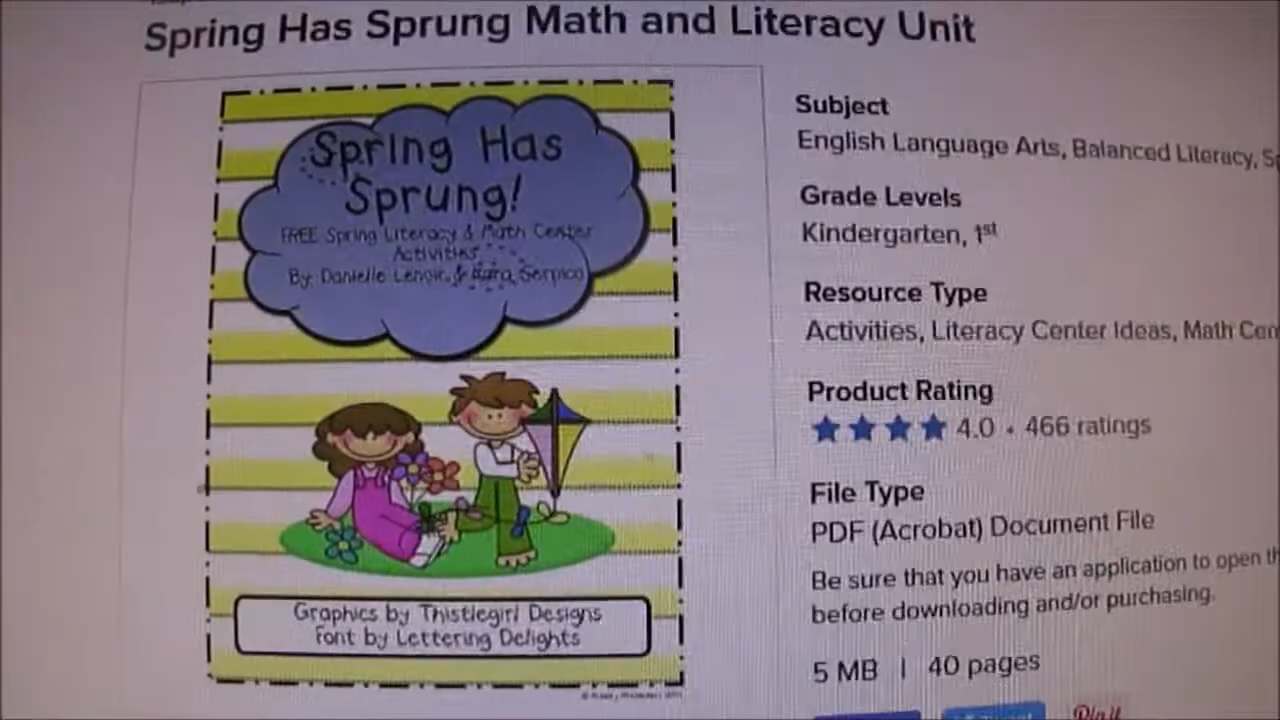 Spring Has Sprung Math and Literacy Unit
Spring Has
Sprung!
FREE Spring Literacy & Math Center
Activities
By: Danielle Lenoir & Serpico
Graphics by Thistlegirl Designs
Font by Lettering Delights
Subject
English Language Arts, Balanced Literacy,
Grade Levels
Kindergarten, 1st
Resource Type
Activities, Literacy Center Ideas, Math Cen
Product Rating
4.0 • 466 ratings
File Type
PDF (Acrobat) Document File
Be sure that you have an application to open th
before downloading and/or purchasing.
5 MB | 40 pages
Pin it